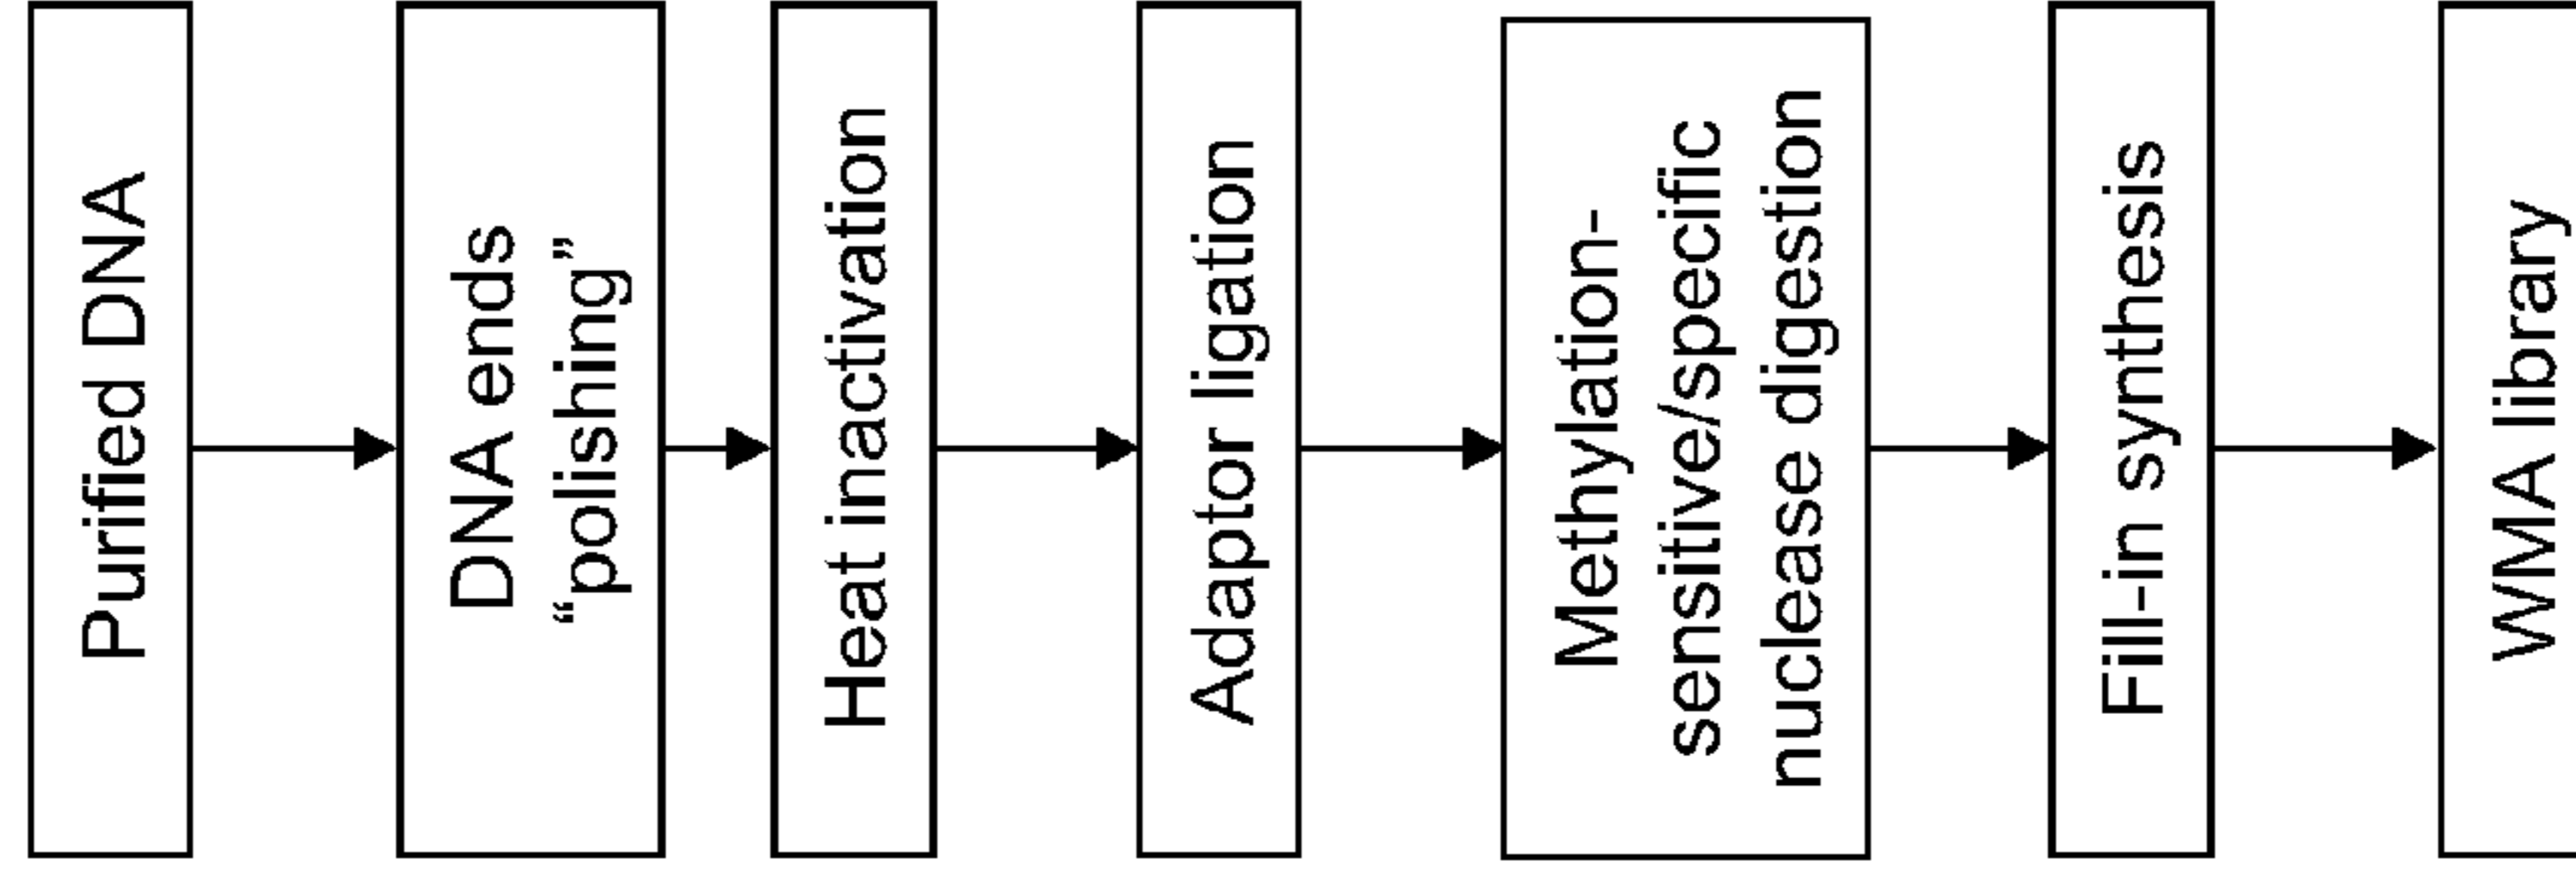 Purified DNA
DNA ends
“polishing”
Heat inactivation
Adaptor ligation
Methylation-
sensitive/specific
nuclease digestion
Fill-in synthesis
WMA library